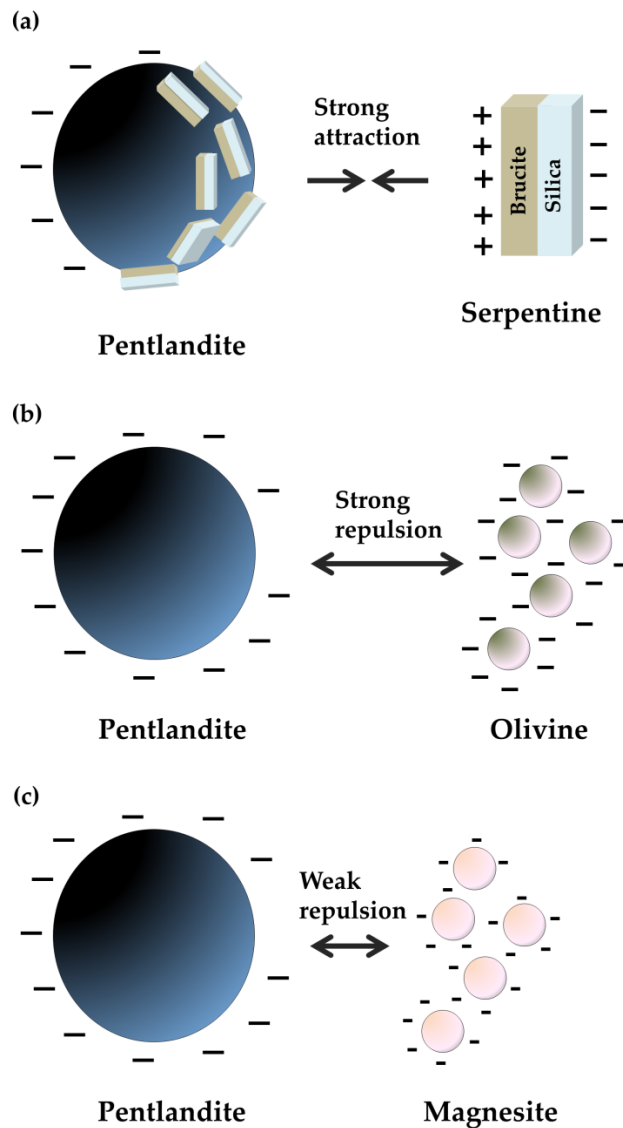 (a)
Strong
attraction
Brucite
Silica
Serpentine
Pentlandite
(b)
Strong
repulsion
Pentlandite
Olivine
(c)
Weak
repulsion
Pentlandite
Magnesite